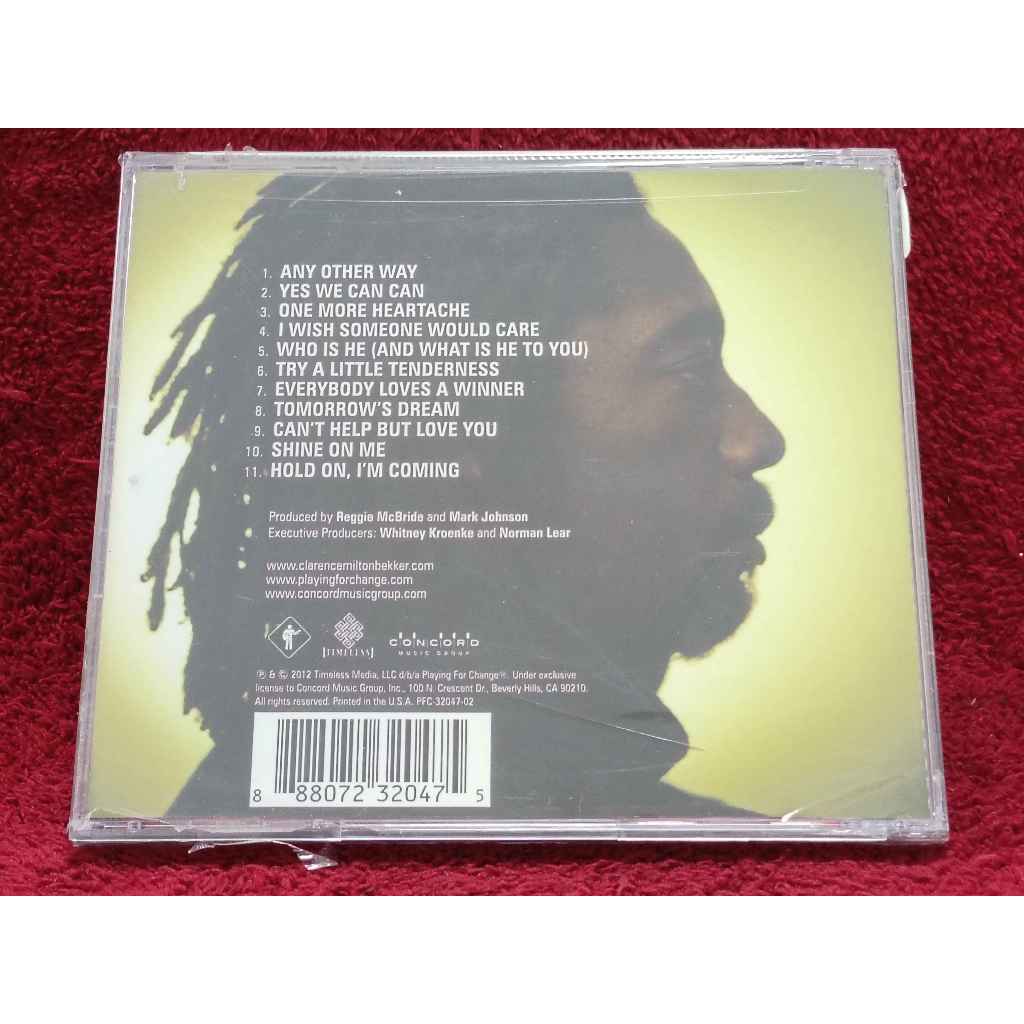 1. ANY OTHER WAY
2. YES WE CAN CAN
3. ONE MORE HEARTACHE
4. I WISH SOMEONE WOULD CARE
5. WHO IS HE (AND WHAT IS HE TO YOU)
6. TRY A LITTLE TENDERNESS
7. EVERYBODY LOVES A WINNER
8. TOMORROW'S DREAM
9. CAN'T HELP BUT LOVE YOU
10. SHINE ON ME
11. HOLD ON, I'M COMING
Produced by Reggie McBride and Mark Johnson
Executive Producers: Whitney Kroenke and Norman Lear
www.clarencemiltonbekker.com
www.playingforchange.com
www.concordmusicgroup.com
TIMELESS
CONCORD
MUSIC GROUP
℗ & © 2012 Timeless Media, LLC d/b/a Playing For Change®. Under exclusive
license to Concord Music Group, Inc., 100 N. Crescent Dr., Beverly Hills, CA 90210.
All rights reserved. Printed in the U.S.A. PFC-32047-02
8 88072 32047 5